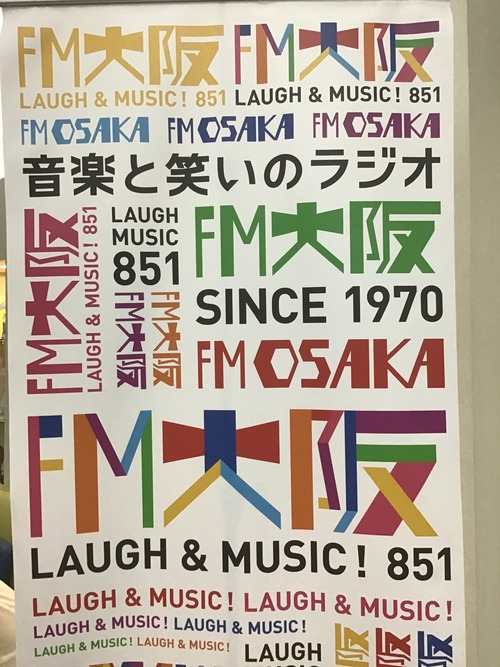 FM大阪 FM大阪
LAUGH & MUSIC! 851 LAUGH & MUSIC! 851
FM OSAKA FM OSAKA FM OSAKA
音楽と笑いのラジオ
FM大阪
LAUGH & MUSIC! 851
LAUGH
MUSIC
851
FM大阪
FM大阪
FM大阪
SINCE 1970
FM OSAKA
FM大阪
LAUGH & MUSIC! 851
LAUGH & MUSIC! LAUGH & MUSIC!
LAUGH & MUSIC! LAUGH & MUSIC!
LAUGH & MUSIC! LAUGH & MUSIC!
LAUGH
阪 阪 阪